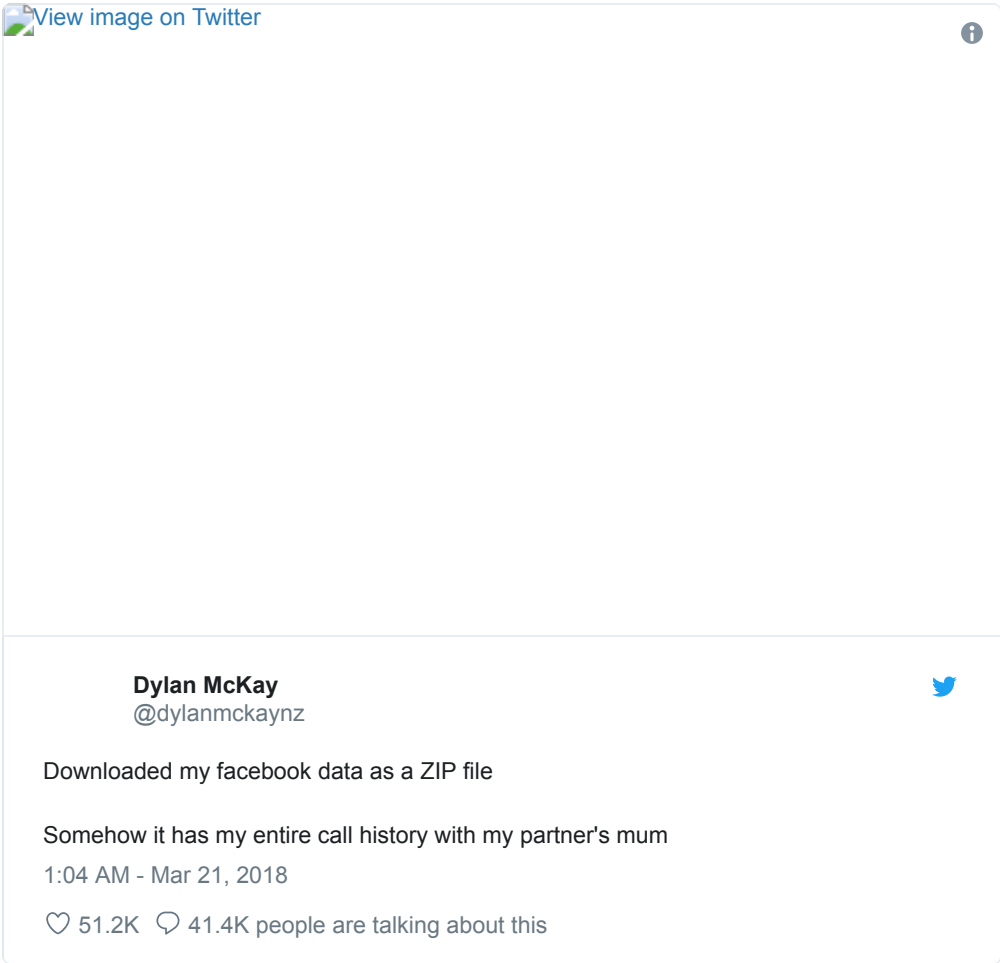 View image on Twitter
Dylan McKay
@dylanmckaynz
Downloaded my facebook data as a ZIP file
Somehow it has my entire call history with my partner's mum
1:04 AM - Mar 21, 2018
51.2K 41.4K people are talking about this